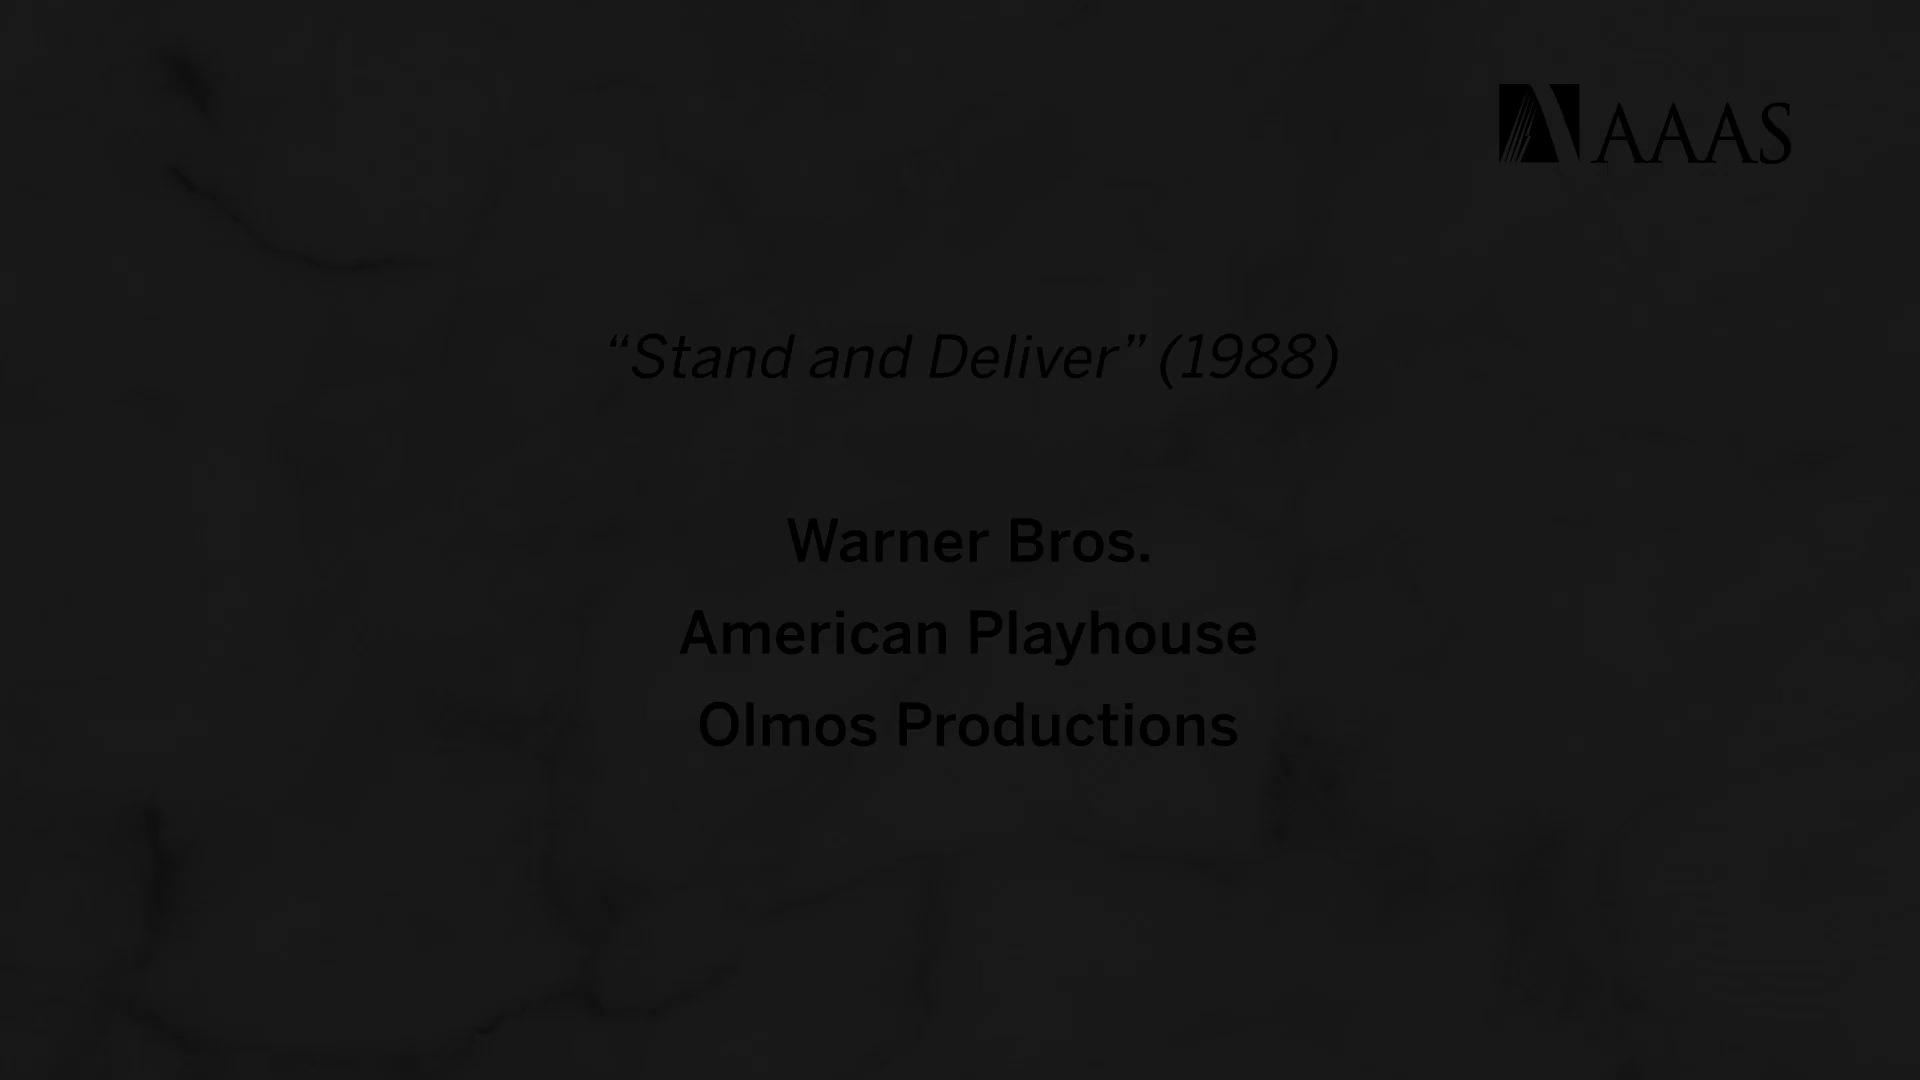 AAAS
“Stand and Deliver” (1988)
Warner Bros.
American Playhouse
Olmos Productions